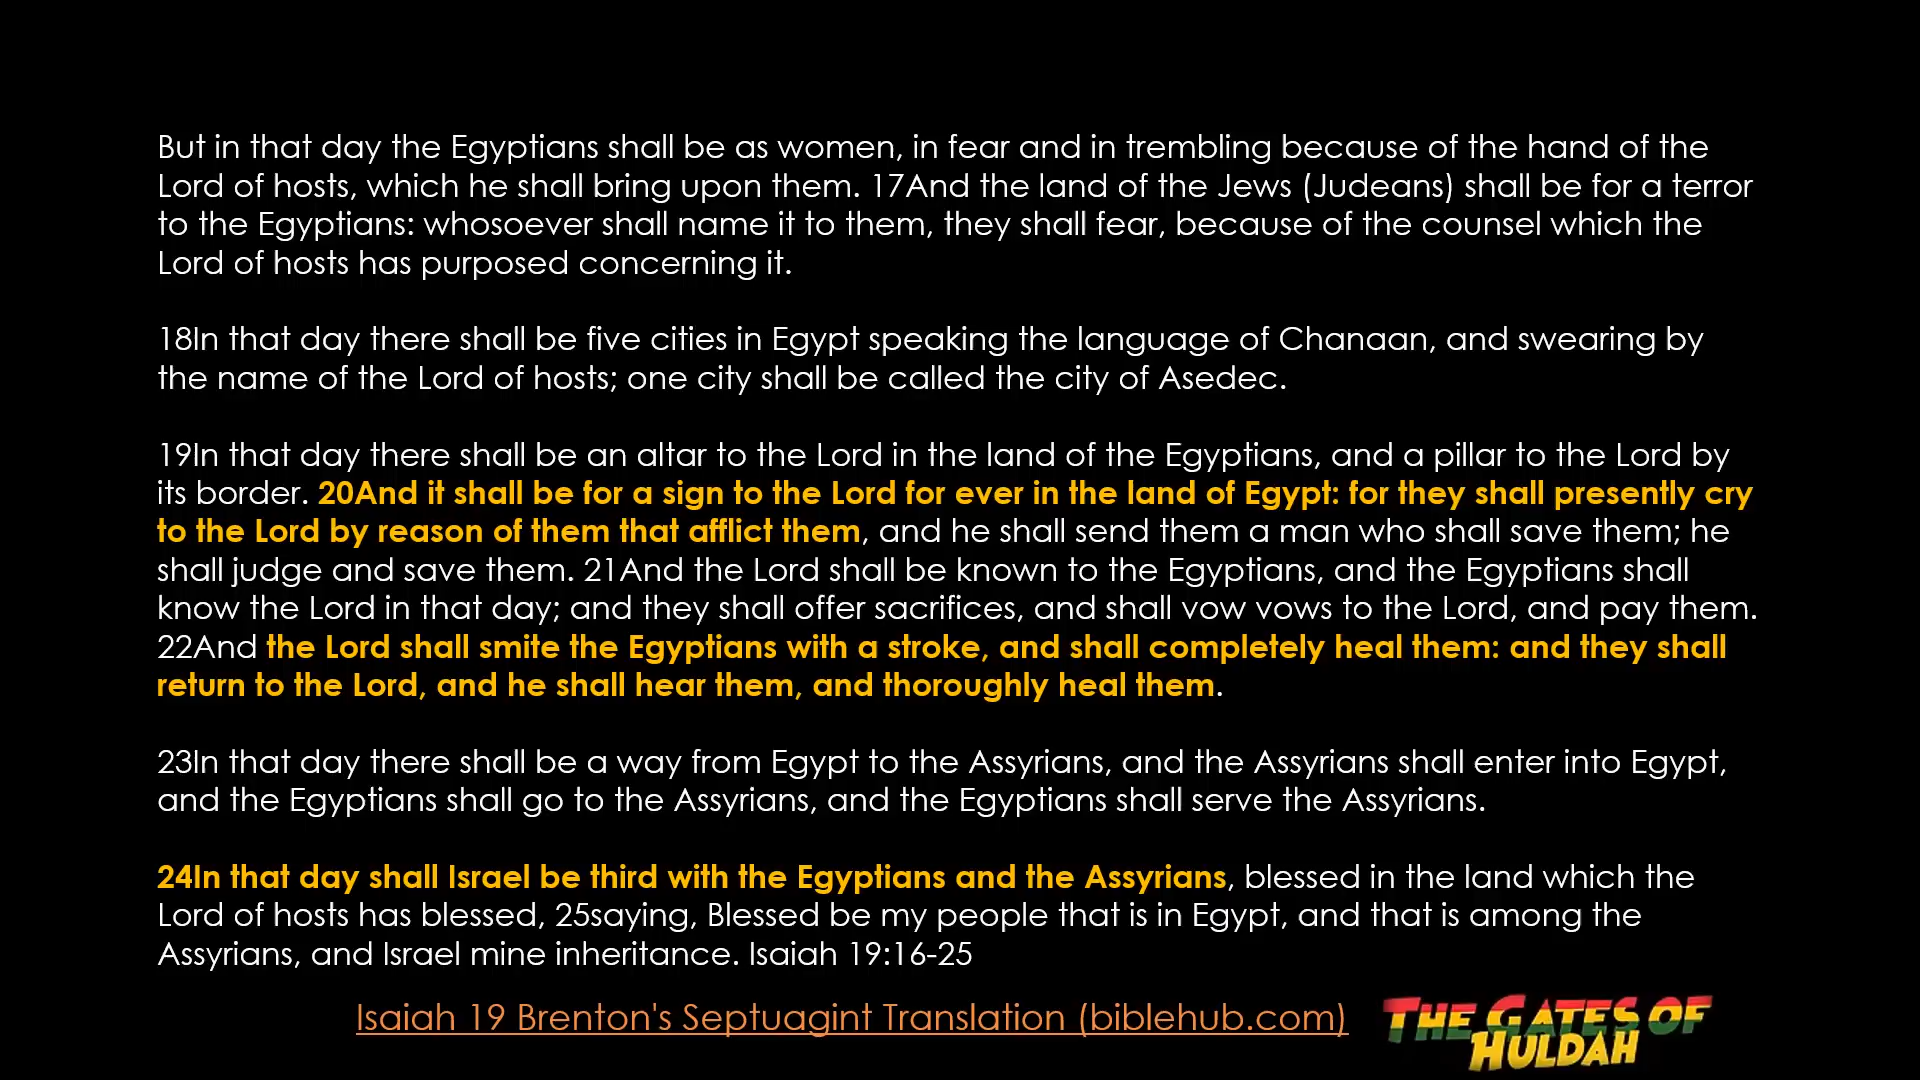 But in that day the Egyptians shall be as women, in fear and in trembling because of the hand of the
Lord of hosts, which he shall bring upon them. 17And the land of the Jews (Judeans) shall be for a terror
to the Egyptians: whosoever shall name it to them, they shall fear, because of the counsel which the
Lord of hosts has purposed concerning it.
18In that day there shall be five cities in Egypt speaking the language of Chanaan, and swearing by
the name of the Lord of hosts; one city shall be called the city of Asedec.
19In that day there shall be an altar to the Lord in the land of the Egyptians, and a pillar to the Lord by
its border. 20And it shall be for a sign to the Lord for ever in the land of Egypt: for they shall presently cry
to the Lord by reason of them that afflict them, and he shall send them a man who shall save them; he
shall judge and save them. 21And the Lord shall be known to the Egyptians, and the Egyptians shall
know the Lord in that day; and they shall offer sacrifices, and shall vow vows to the Lord, and pay them.
22And the Lord shall smite the Egyptians with a stroke, and shall completely heal them: and they shall
return to the Lord, and he shall hear them, and thoroughly heal them.
23In that day there shall be a way from Egypt to the Assyrians, and the Assyrians shall enter into Egypt,
and the Egyptians shall go to the Assyrians, and the Egyptians shall serve the Assyrians.
24In that day shall Israel be third with the Egyptians and the Assyrians, blessed in the land which the
Lord of hosts has blessed, 25saying, Blessed be my people that is in Egypt, and that is among the
Assyrians, and Israel mine inheritance. Isaiah 19:16-25
Isaiah 19 Brenton's Septuagint Translation (biblehub.com)
THE GATES OF
HULDAH